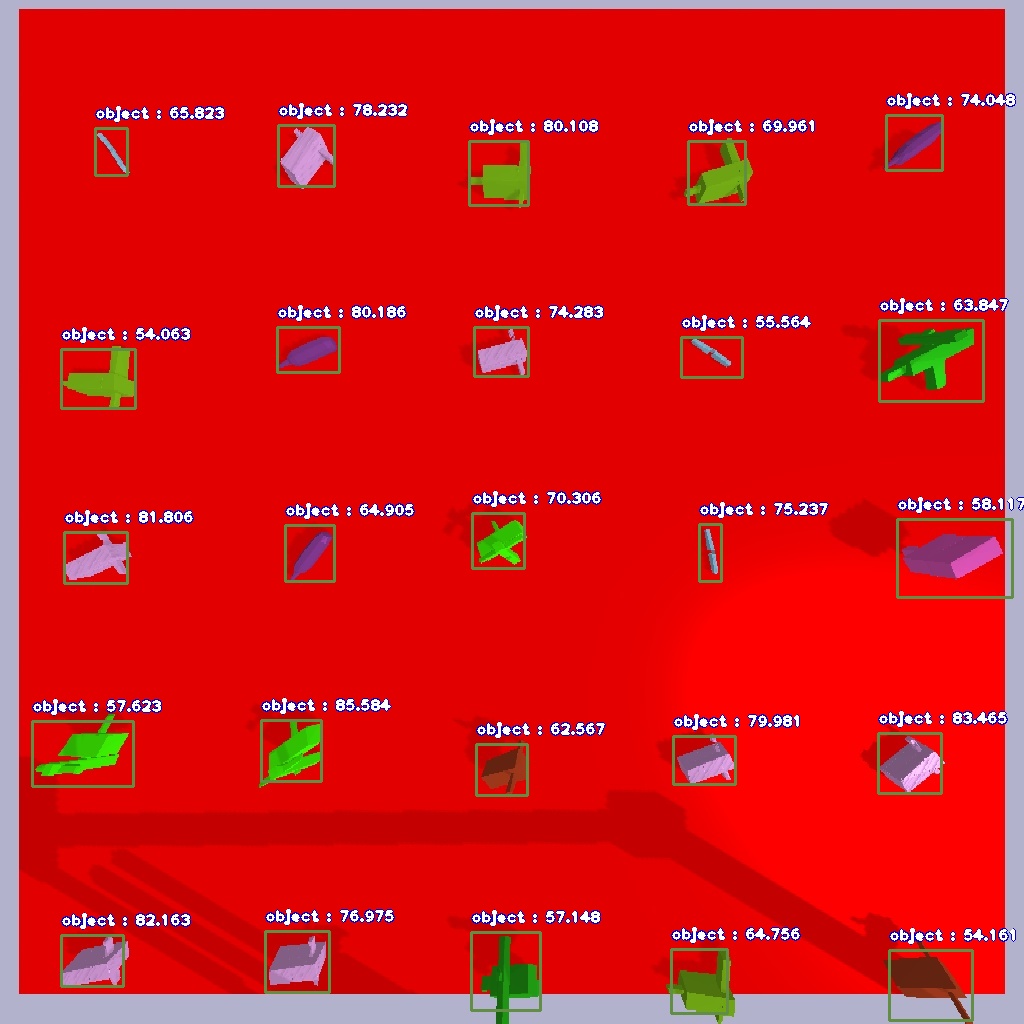 object : 65.823
object : 78.232
object : 80.108
object : 69.961
object : 74.048
object : 54.063
object : 80.186
object : 74.283
object : 55.564
object : 63.847
object : 81.806
object : 64.905
object : 70.306
object : 75.237
object : 58.117
object : 57.623
object : 85.584
object : 62.567
object : 79.981
object : 83.465
object : 82.163
object : 76.975
object : 57.148
object : 64.756
object : 54.161